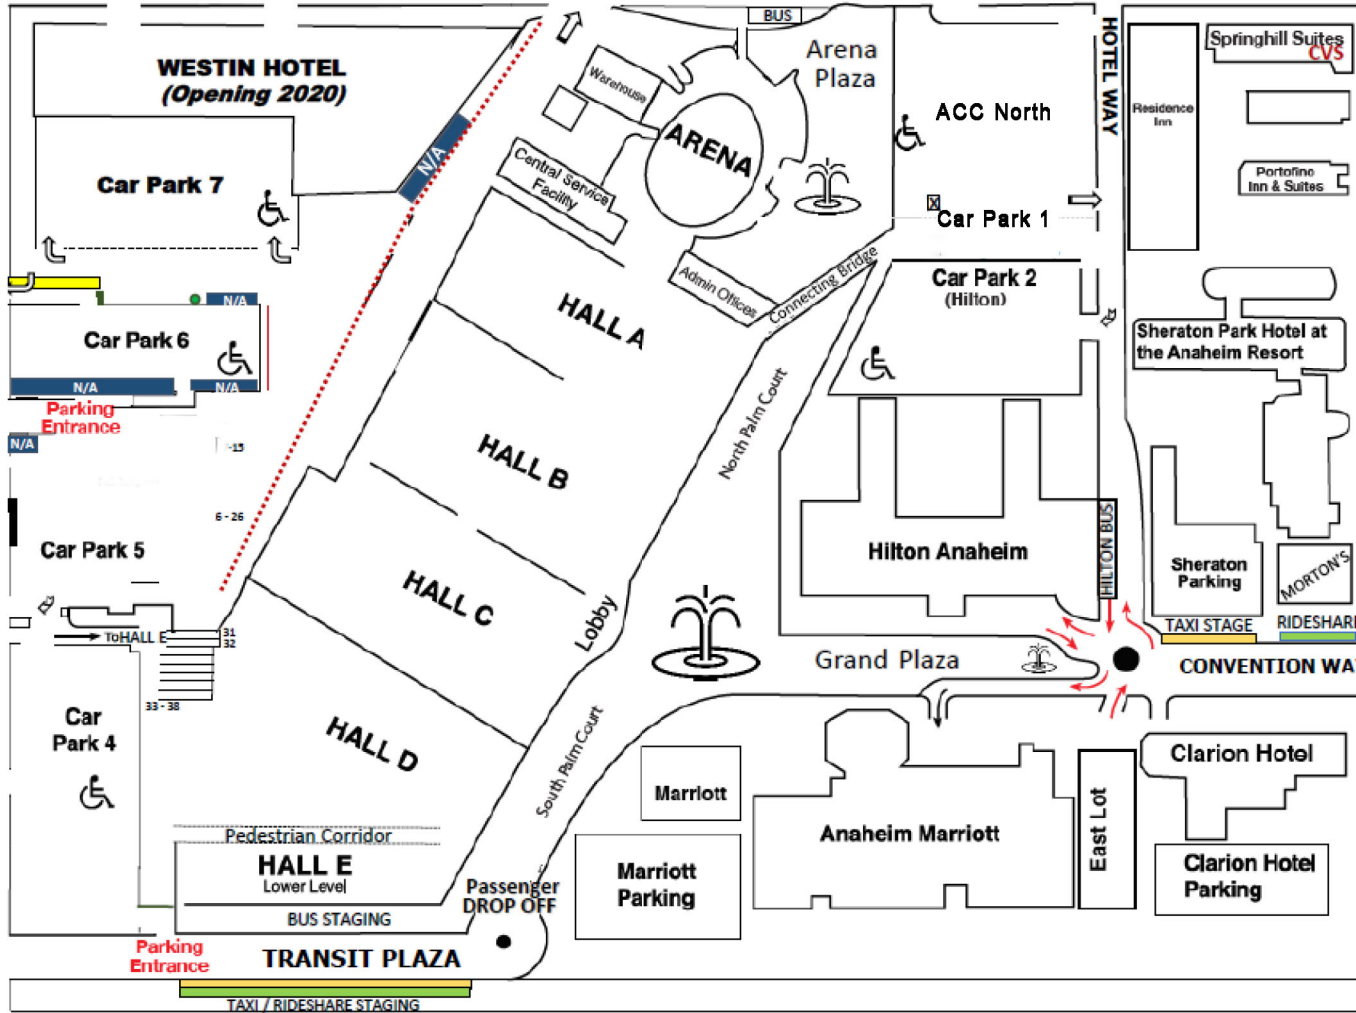 BUS
Arena
Plaza
HOTEL WAY
Springhill Suites
CVS
WESTIN HOTEL
(Opening 2020)
Warehouse
ARENA
ACC North
Residence
Inn
N/A
Central Service
Facility
Portofino
Inn & Suites
Car Park 7
X
Car Park 1
Admin Offices
Connecting Bridge
Car Park 2
(Hilton)
N/A
HALL A
Car Park 6
Sheraton Park Hotel at
the Anaheim Resort
N/A
N/A
Parking
Entrance
North Palm Court
N/A
-15
HALL B
6 - 26
HILTON BUS
Car Park 5
Hilton Anaheim
Sheraton
Parking
MORTON'S
HALL C
Lobby
To HALL E
31
32
TAXI STAGE
RIDESHARE
Grand Plaza
CONVENTION WA
33 - 38
Car
Park 4
HALL D
South Palm Court
Marriott
Clarion Hotel
Anaheim Marriott
East Lot
Pedestrian Corridor
HALL E
Lower Level
Passenger
DROP OFF
Marriott
Parking
Clarion Hotel
Parking
BUS STAGING
Parking
Entrance
TRANSIT PLAZA
TAXI / RIDESHARE STAGING